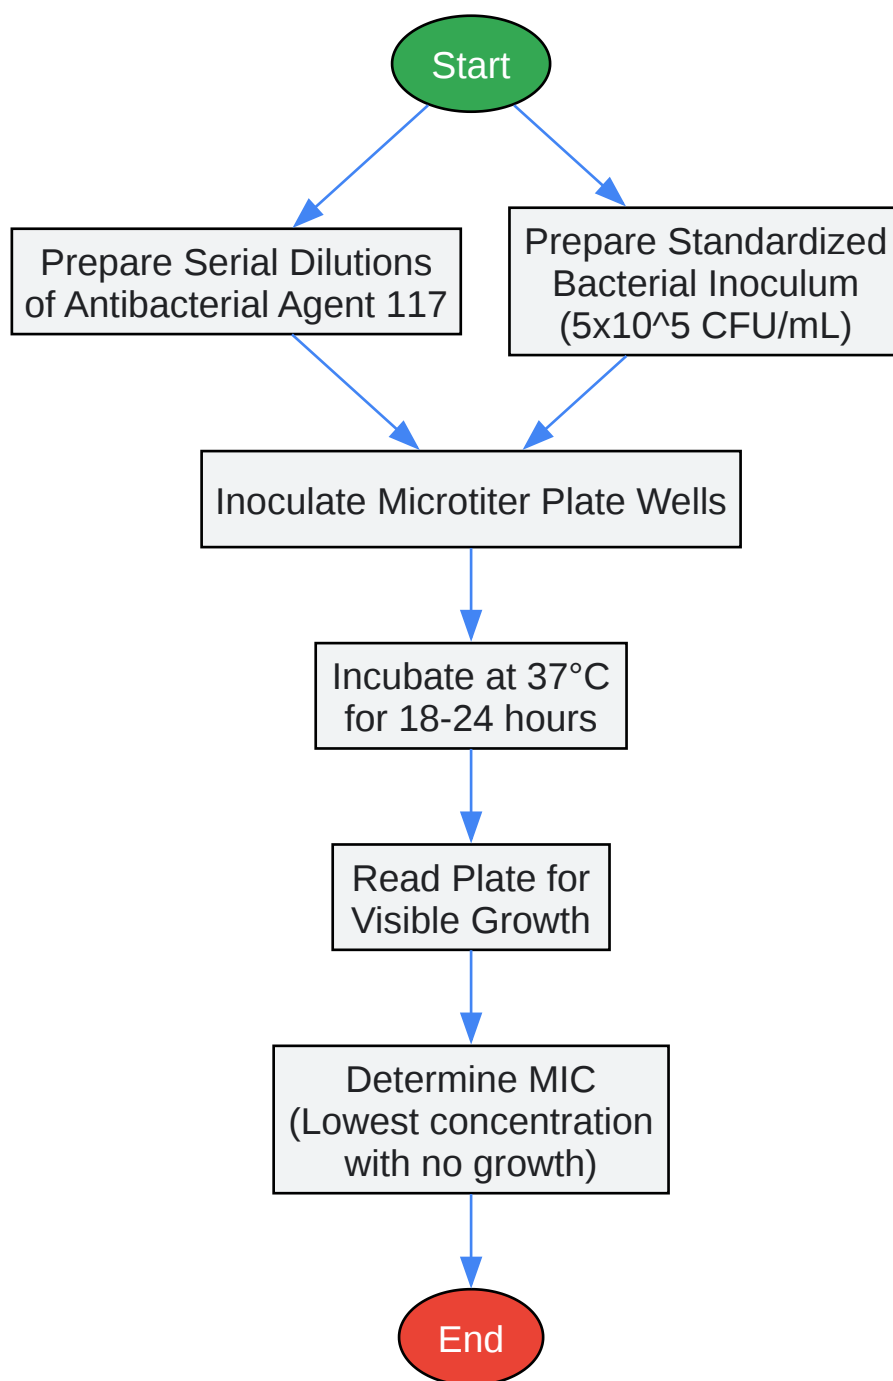 Start
Prepare Serial Dilutions
of Antibacterial Agent 117
Prepare Standardized
Bacterial Inoculum
(5x10^5 CFU/mL)
Inoculate Microtiter Plate Wells
Incubate at 37°C
for 18-24 hours
Read Plate for
Visible Growth
Determine MIC
(Lowest concentration
with no growth)
End